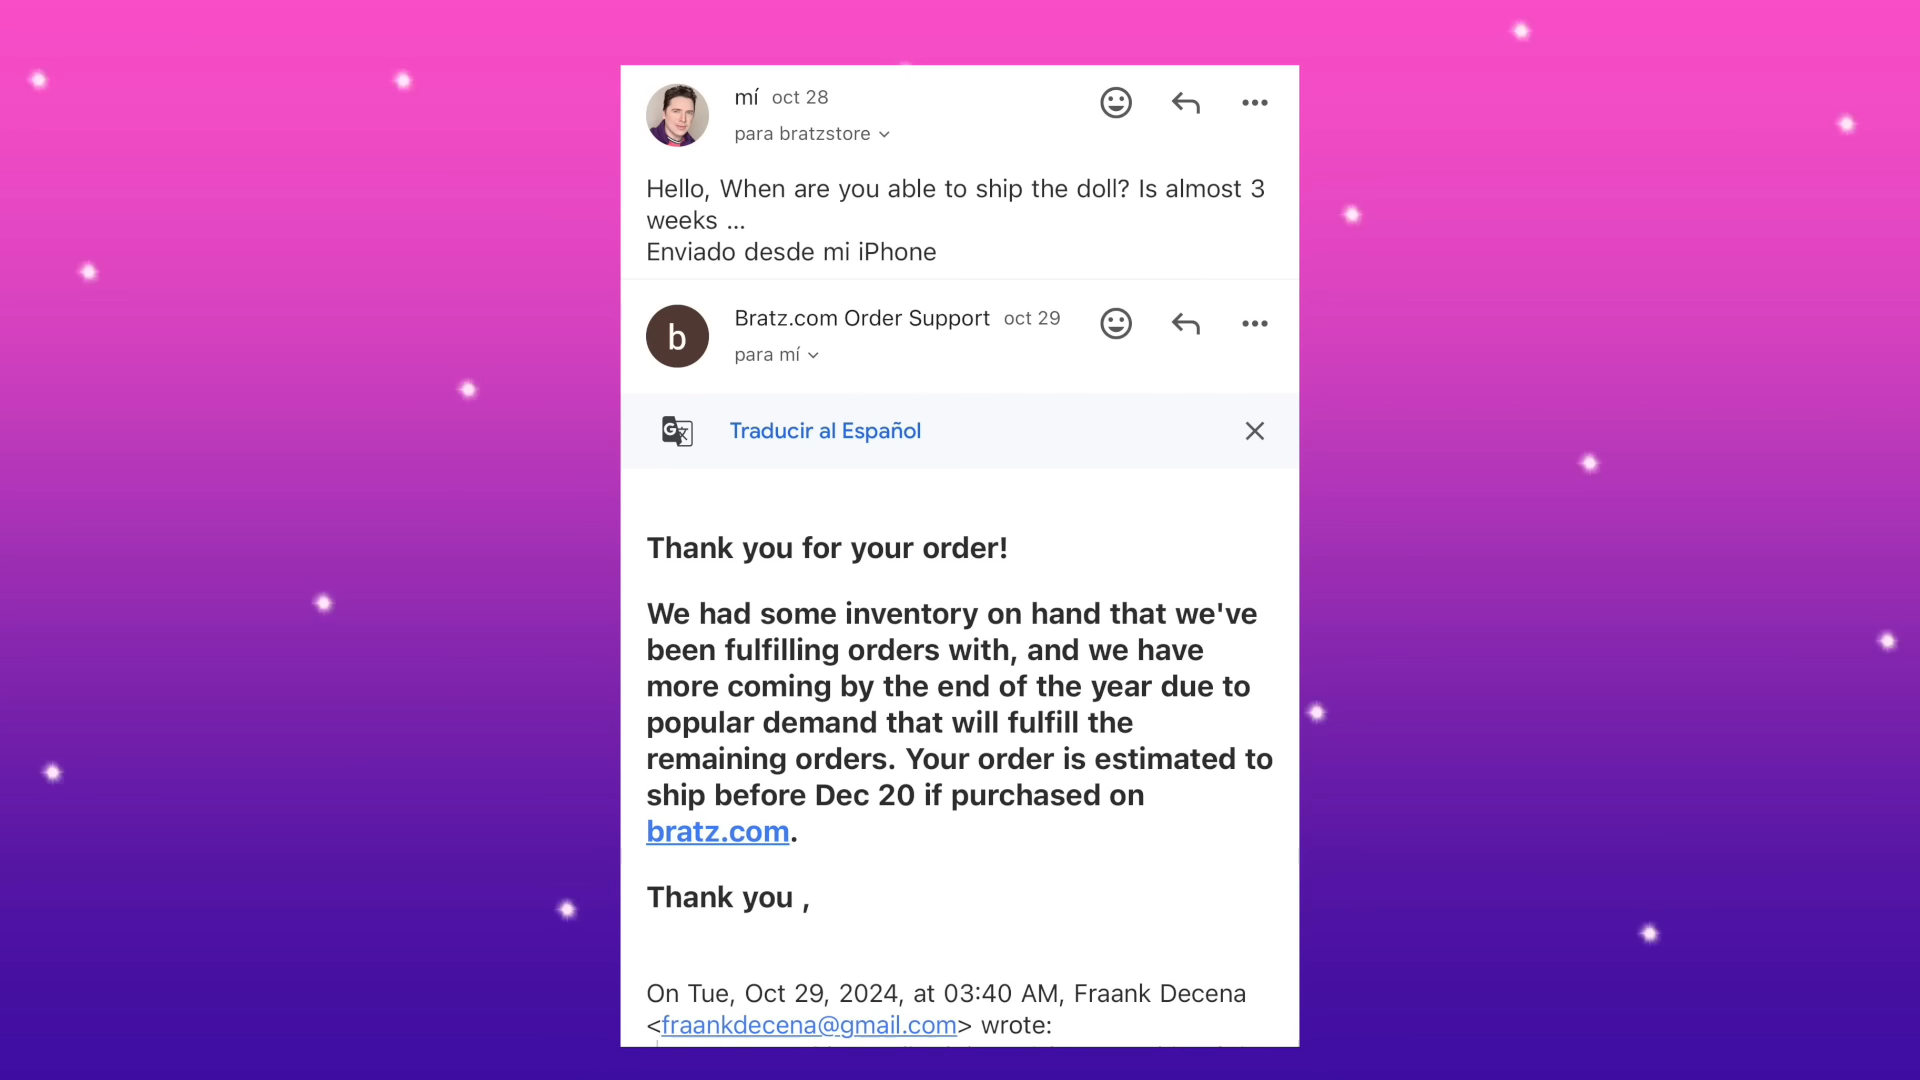 mí oct 28
para bratzstore
Hello, When are you able to ship the doll? Is almost 3
weeks ...
Enviado desde mi iPhone
b
Bratz.com Order Support oct 29
para mí
G文
Traducir al Español
Thank you for your order!
We had some inventory on hand that we've
been fulfilling orders with, and we have
more coming by the end of the year due to
popular demand that will fulfill the
remaining orders. Your order is estimated to
ship before Dec 20 if purchased on
bratz.com.
Thank you ,
On Tue, Oct 29, 2024, at 03:40 AM, Fraank Decena
<fraankdecena@gmail.com> wrote: